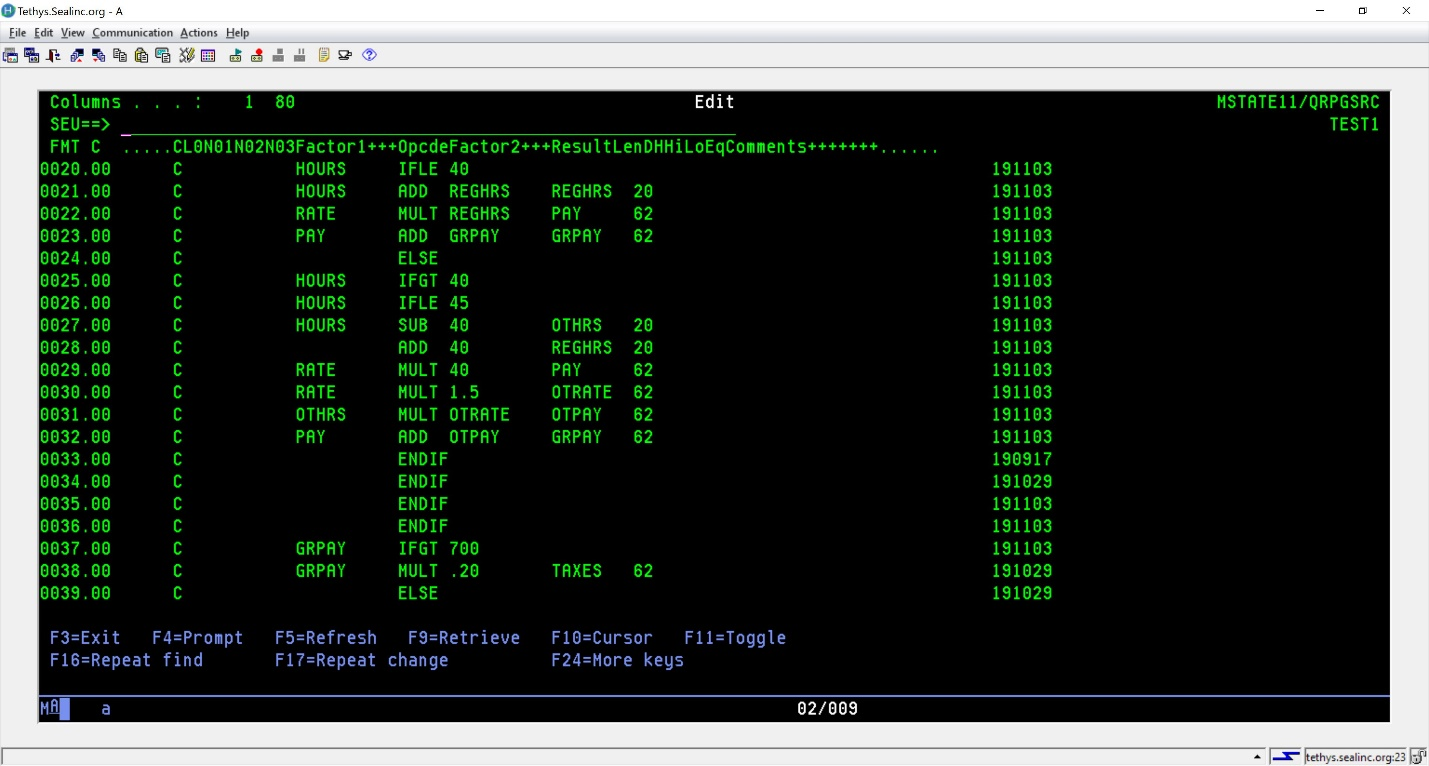 Tethys.Sealinc.org - A
File Edit View Communication Actions Help
Columns . . . : 1 80 Edit MSTATE11/QRPGSRC
SEU==> TEST1
FMT C .....CL0N01N02N03Factor1+++OpcdeFactor2+++ResultLenDHHiLoEqComments+++++++......
0020.00 C HOURS IFLE 40 191103
0021.00 C HOURS ADD REGHRS REGHRS 20 191103
0022.00 C RATE MULT REGHRS PAY 62 191103
0023.00 C PAY ADD GRPAY GRPAY 62 191103
0024.00 C ELSE 191103
0025.00 C HOURS IFGT 40 191103
0026.00 C HOURS IFLE 45 191103
0027.00 C HOURS SUB 40 OTHRS 20 191103
0028.00 C ADD 40 REGHRS 20 191103
0029.00 C RATE MULT 40 PAY 62 191103
0030.00 C RATE MULT 1.5 OTRATE 62 191103
0031.00 C OTHRS MULT OTRATE OTPAY 62 191103
0032.00 C PAY ADD OTPAY GRPAY 62 191103
0033.00 C ENDIF 190917
0034.00 C ENDIF 191029
0035.00 C ENDIF 191103
0036.00 C ENDIF 191103
0037.00 C GRPAY IFGT 700 191103
0038.00 C GRPAY MULT .20 TAXES 62 191029
0039.00 C ELSE 191029
F3=Exit F4=Prompt F5=Refresh F9=Retrieve F10=Cursor F11=Toggle
F16=Repeat find F17=Repeat change F24=More keys
MA a 02/009
tethys.sealinc.org:23